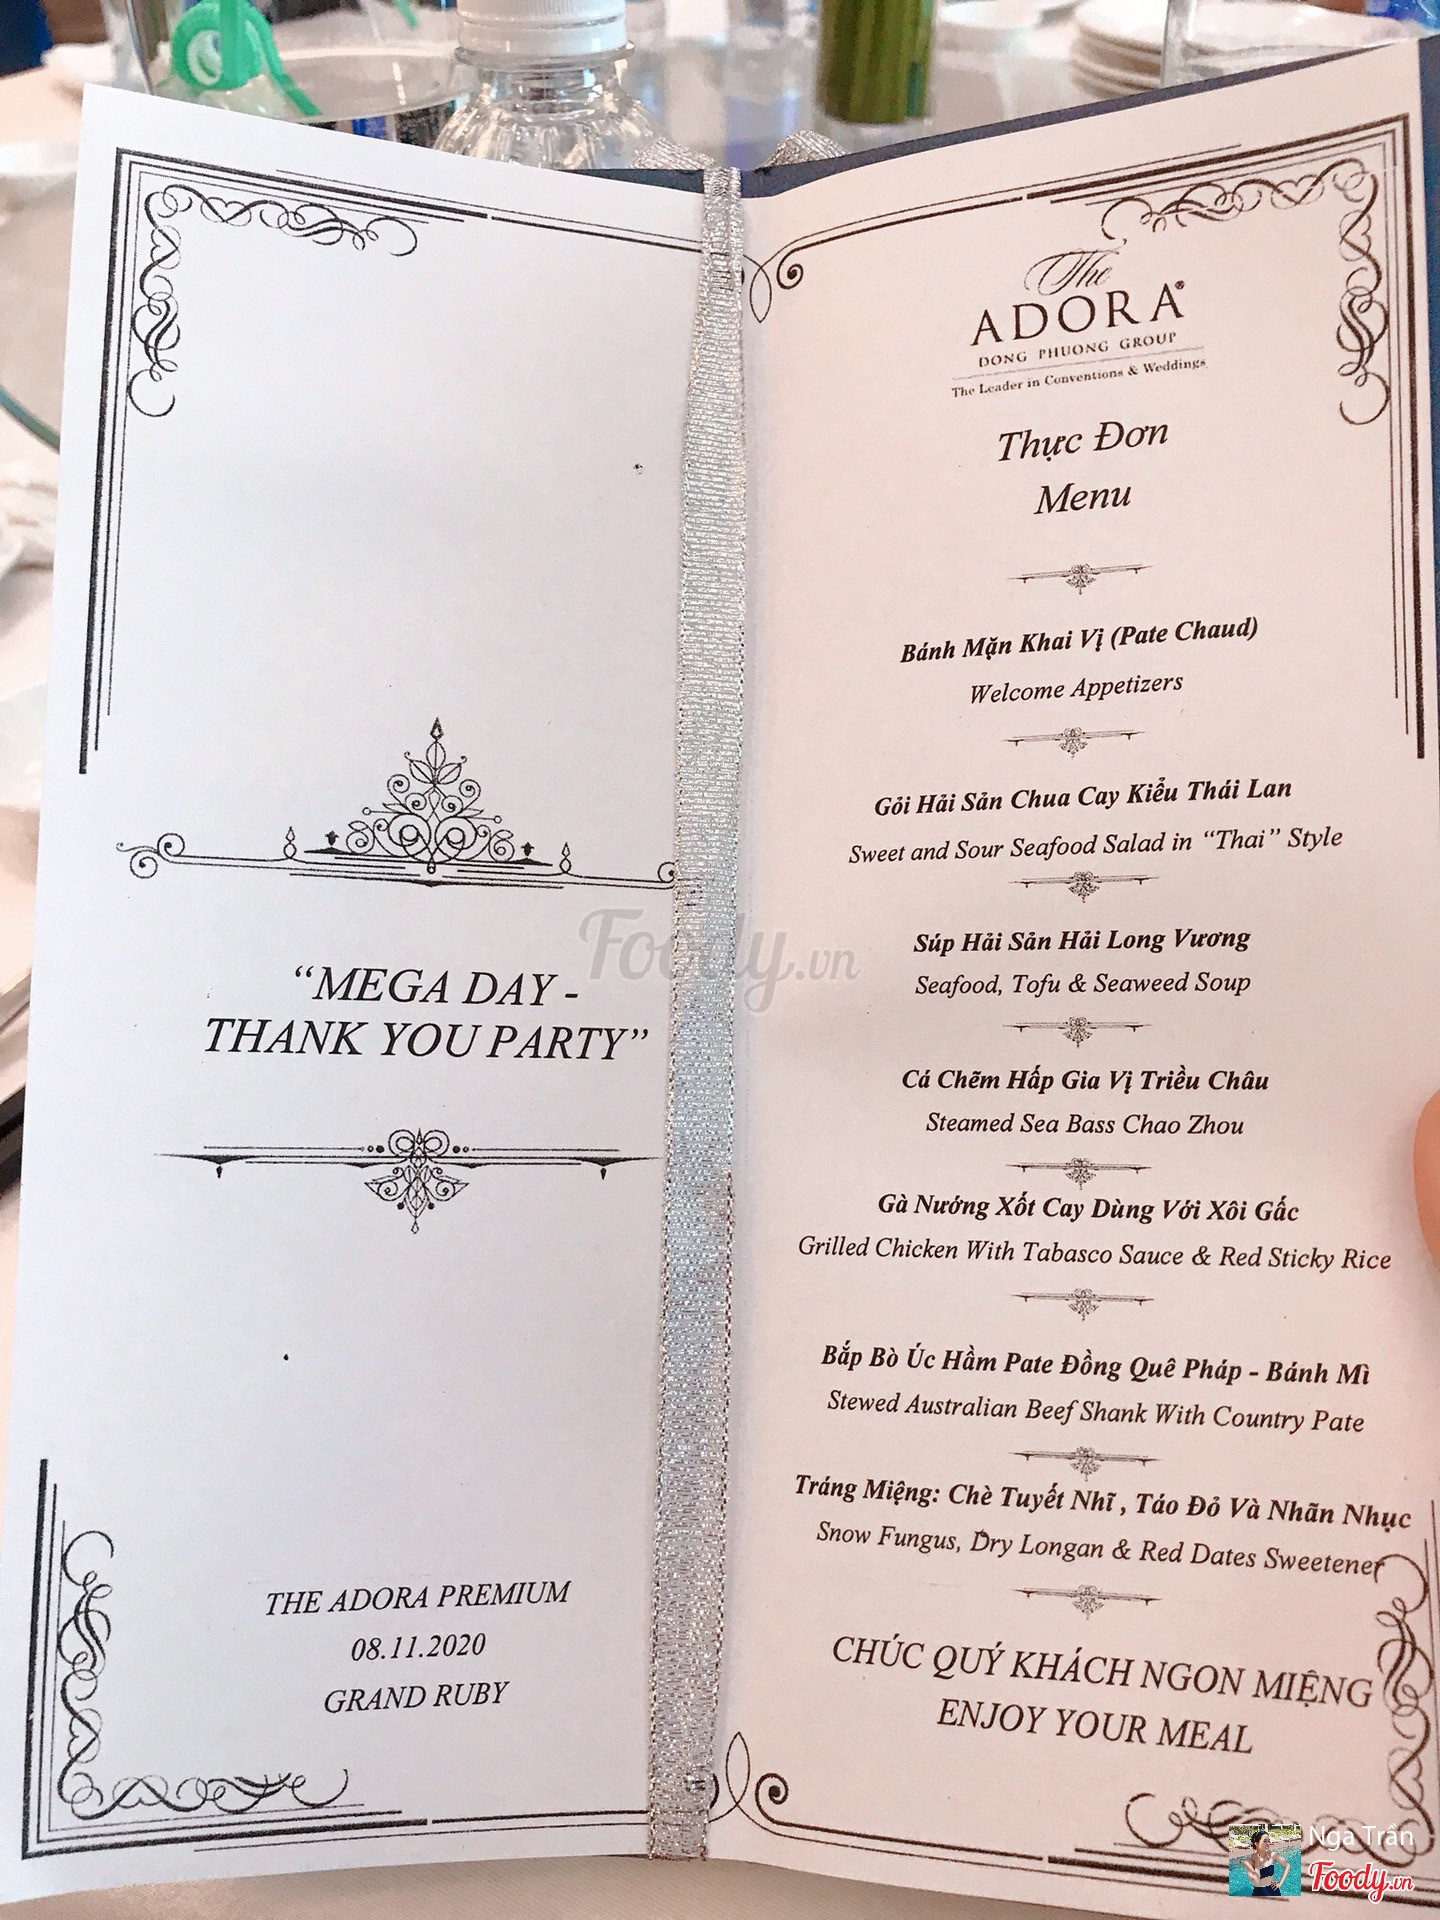 "MEGA DAY -
THANK YOU PARTY"
THE ADORA PREMIUM
08.11.2020
GRAND RUBY
The
ADORA®
DONG PHUONG GROUP
The Leader in Conventions & Weddings
Thực Đơn
Menu
Bánh Mặn Khai Vị (Pate Chaud)
Welcome Appetizers
Gỏi Hải Sản Chua Cay Kiểu Thái Lan
Sweet and Sour Seafood Salad in "Thai" Style
Súp Hải Sản Hải Long Vương
Seafood, Tofu & Seaweed Soup
Cá Chẽm Hấp Gia Vị Triều Châu
Steamed Sea Bass Chao Zhou
Gà Nướng Xốt Cay Dùng Với Xôi Gấc
Grilled Chicken With Tabasco Sauce & Red Sticky Rice
Bắp Bò Úc Hầm Pate Đồng Quê Pháp - Bánh Mì
Stewed Australian Beef Shank With Country Pate
Tráng Miệng: Chè Tuyết Nhĩ , Táo Đỏ Và Nhãn Nhục
Snow Fungus, Dry Longan & Red Dates Sweetener
CHÚC QUÝ KHÁCH NGON MIỆNG
ENJOY YOUR MEAL
Foody.vn
Nga Trần
Foody.vn